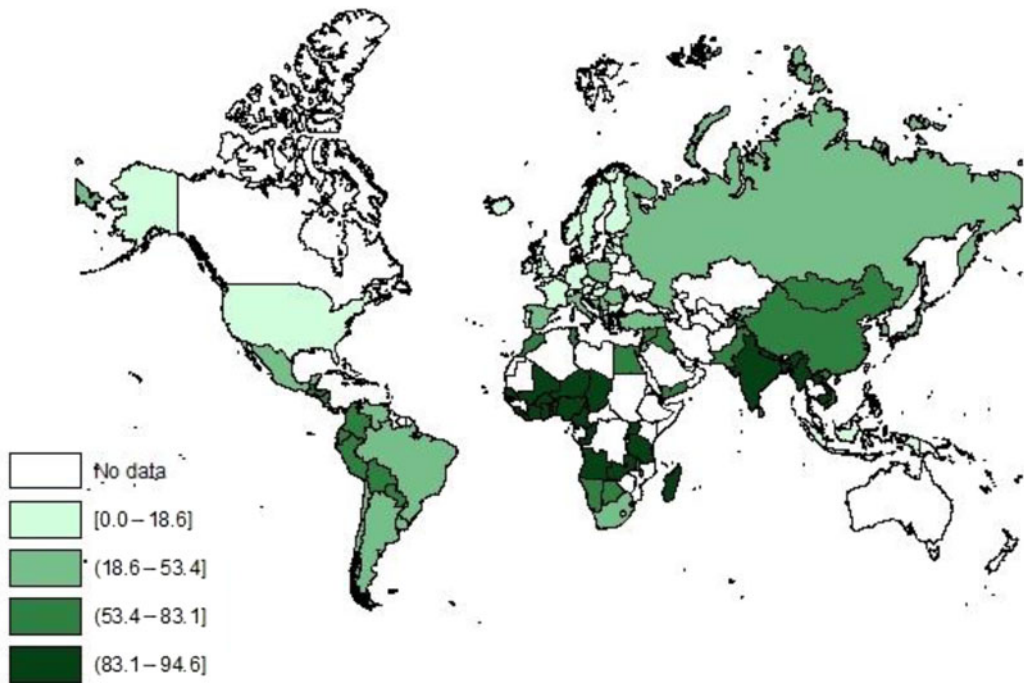 No data
[0.0 – 18.6]
(18.6 – 53.4]
(53.4 – 83.1]
(83.1 – 94.6]